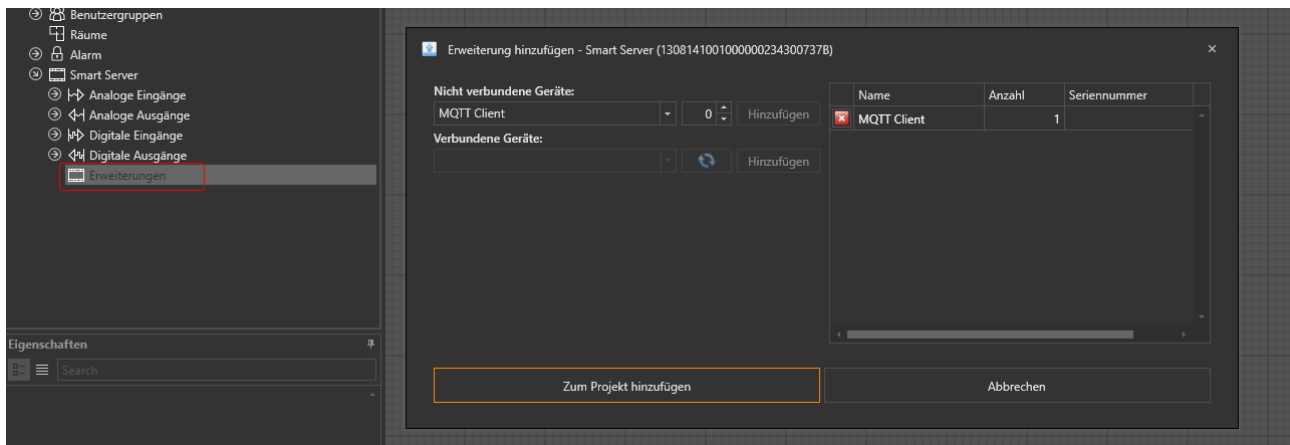 Benutzergruppen
Räume
Alarm
Smart Server
Analoge Eingänge
Analoge Ausgänge
Digitale Eingänge
Digitale Ausgänge
Erweiterungen
Eigenschaften
Search
Erweiterung hinzufügen - Smart Server (13081410010000002343007378)
Nicht verbundene Geräte:
MQTT Client 0 Hinzufügen
Verbundene Geräte:
Hinzufügen
Name Anzahl Seriennummer
MQTT Client 1
Zum Projekt hinzufügen Abbrechen